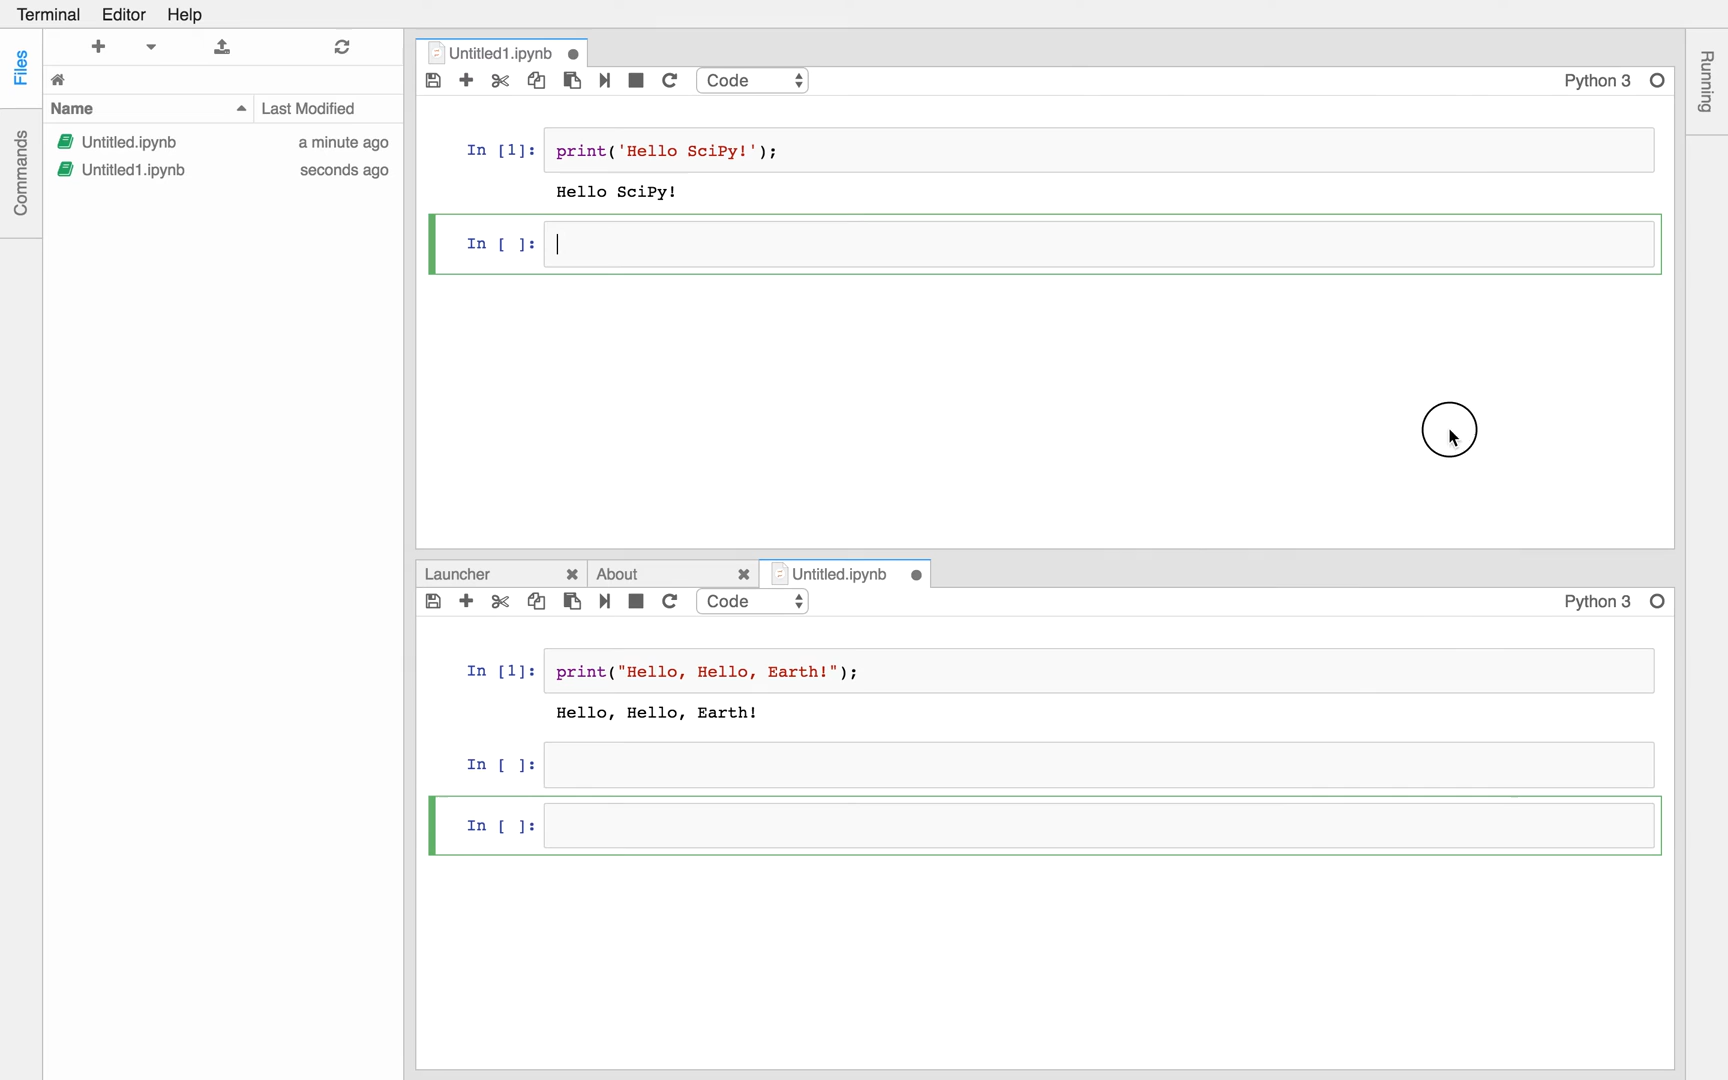 Terminal Editor Help
Files
Commands
Name Last Modified
Untitled.ipynb a minute ago
Untitled1.ipynb seconds ago
Untitled1.ipynb
Code Python 3
In [1]: print('Hello SciPy!');
Hello SciPy!
In [ ]:
Launcher About Untitled.ipynb
Code Python 3
In [1]: print("Hello, Hello, Earth!");
Hello, Hello, Earth!
In [ ]:
In [ ]:
Running